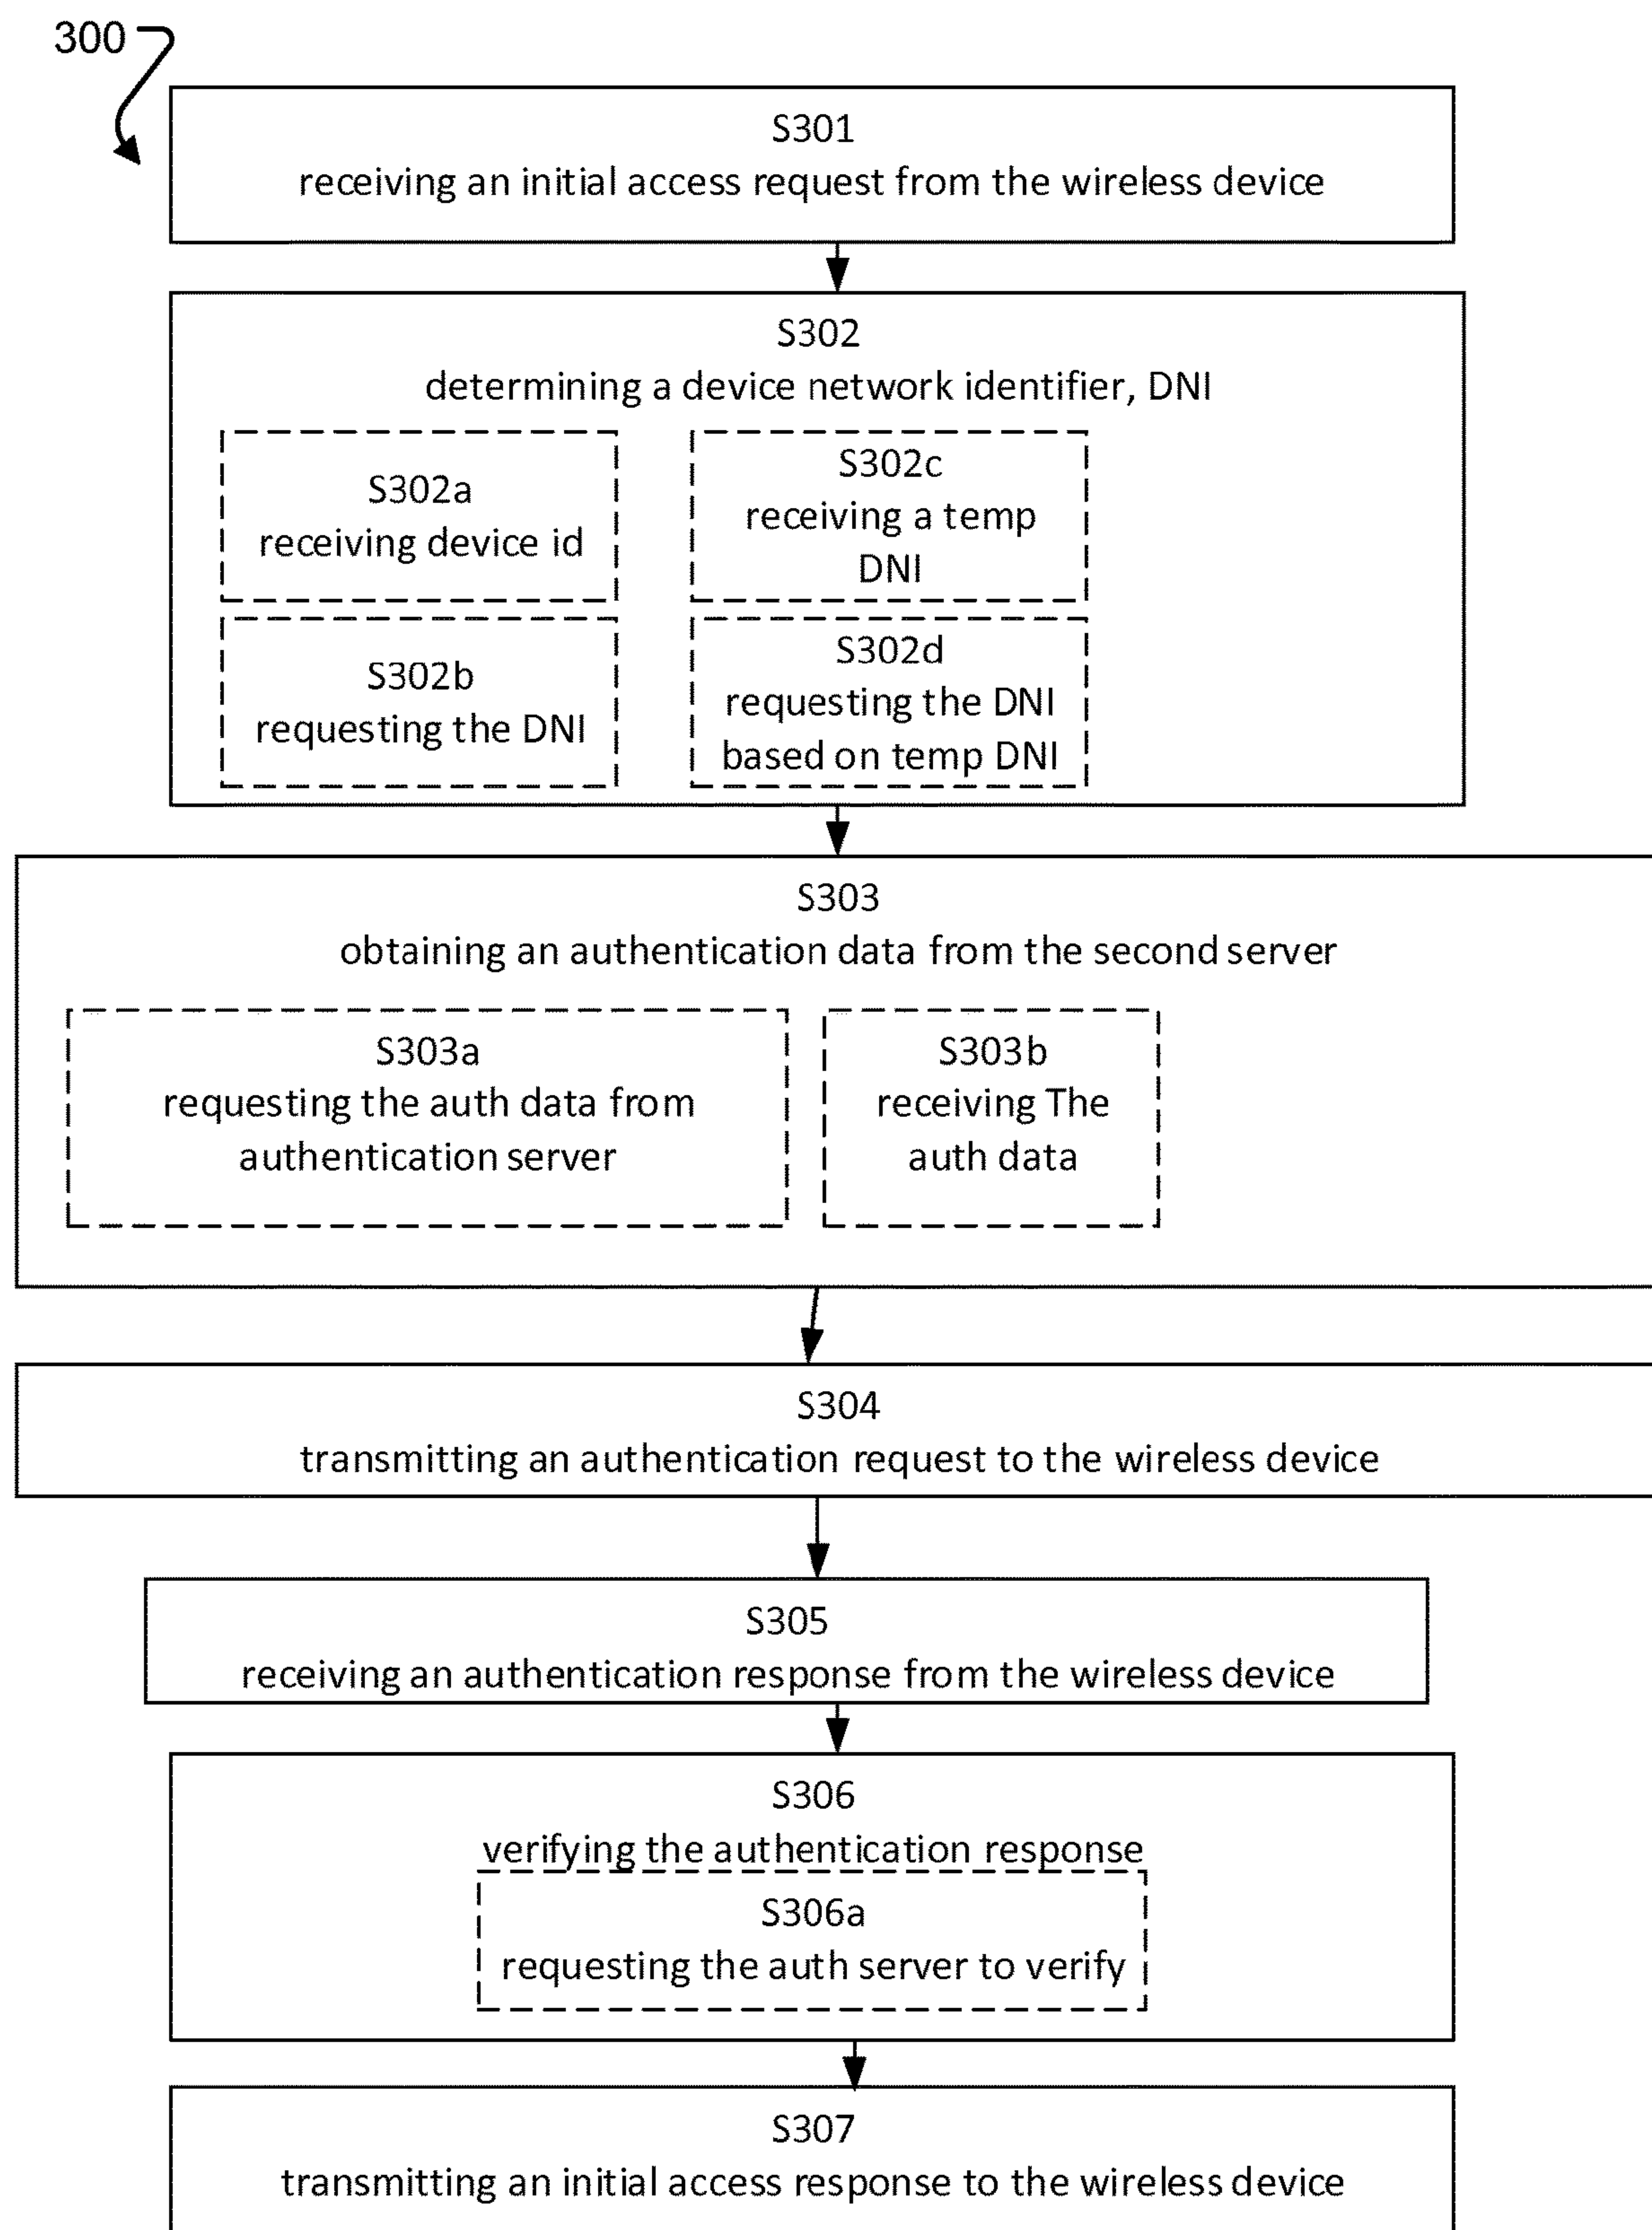 300
S301
receiving an initial access request from the wireless device
S302
determining a device network identifier, DNI
S302a
receiving device id
S302c
receiving a temp
DNI
S302b
requesting the DNI
S302d
requesting the DNI
based on temp DNI
S303
obtaining an authentication data from the second server
S303a
requesting the auth data from
authentication server
S303b
receiving The
auth data
S304
transmitting an authentication request to the wireless device
S305
receiving an authentication response from the wireless device
S306
verifying the authentication response
S306a
requesting the auth server to verify
S307
transmitting an initial access response to the wireless device